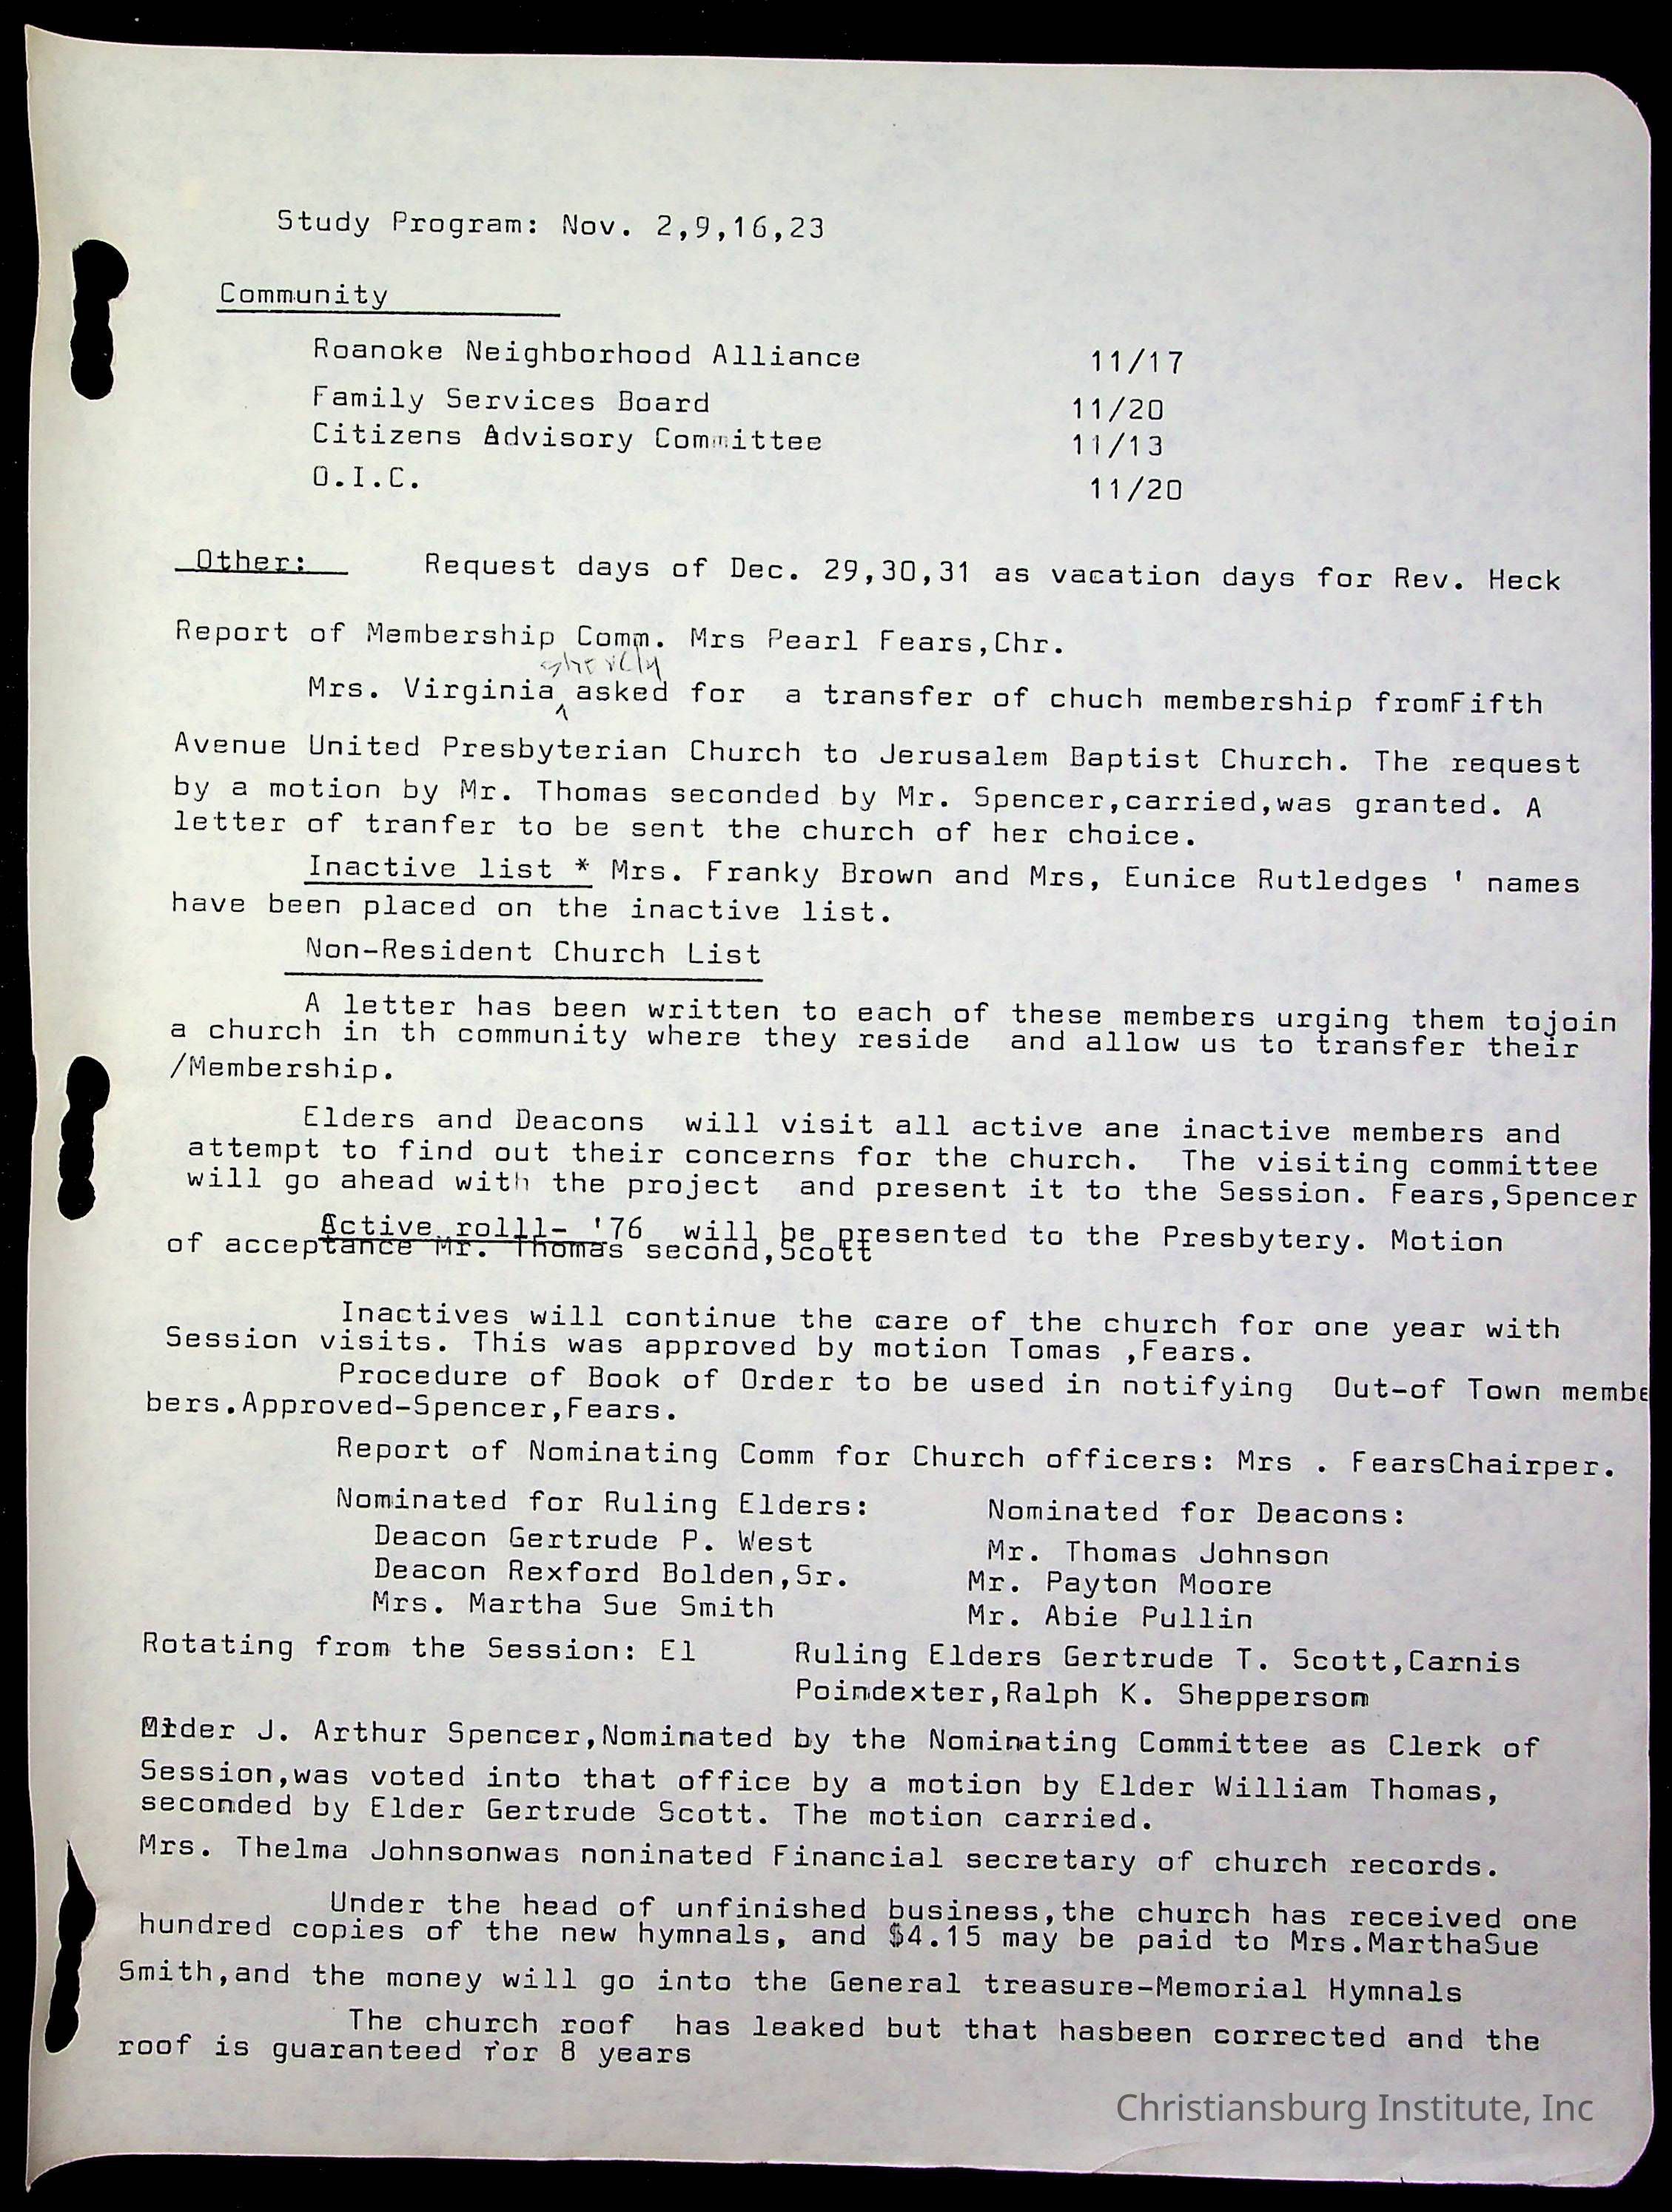 Study Program: Nov. 2,9,16,23
Community
Roanoke Neighborhood Alliance 11/17
Family Services Board 11/20
Citizens Advisory Committee 11/13
O.I.C. 11/20
Other: Request days of Dec. 29,30,31 as vacation days for Rev. Heck
Report of Membership Comm. Mrs Pearl Fears,Chr.
Mrs. Virginia asked for a transfer of chuch membership fromFifth
Avenue United Presbyterian Church to Jerusalem Baptist Church. The request
by a motion by Mr. Thomas seconded by Mr. Spencer,carried,was granted. A
letter of tranfer to be sent the church of her choice.
Inactive list * Mrs. Franky Brown and Mrs, Eunice Rutledges ' names
have been placed on the inactive list.
Non-Resident Church List
A letter has been written to each of these members urging them tojoin
a church in th community where they reside and allow us to transfer their
/Membership.
Elders and Deacons will visit all active ane inactive members and
attempt to find out their concerns for the church. The visiting committee
will go ahead with the project and present it to the Session. Fears,Spencer
Active rolll- '76 will be presented to the Presbytery. Motion
of acceptance Mr. Thomas second,Scott
Inactives will continue the care of the church for one year with
Session visits. This was approved by motion Tomas ,Fears.
Procedure of Book of Order to be used in notifying Out-of Town membe
bers.Approved-Spencer,Fears.
Report of Nominating Comm for Church officers: Mrs . FearsChairper.
Nominated for Ruling Elders: Nominated for Deacons:
Deacon Gertrude P. West Mr. Thomas Johnson
Deacon Rexford Bolden,Sr. Mr. Payton Moore
Mrs. Martha Sue Smith Mr. Abie Pullin
Rotating from the Session: El Ruling Elders Gertrude T. Scott,Carnis
Poindexter,Ralph K. Shepperson
J. Arthur Spencer,Nominated by the Nominating Committee as Clerk of
Session,was voted into that office by a motion by Elder William Thomas,
seconded by Elder Gertrude Scott. The motion carried.
Mrs. Thelma Johnsonwas noninated Financial secretary of church records.
Under the head of unfinished business,the church has received one
hundred copies of the new hymnals, and $4.15 may be paid to Mrs.MarthaSue
Smith,and the money will go into the General treasure-Memorial Hymnals
The church roof has leaked but that hasbeen corrected and the
roof is guaranteed for 8 years
Christiansburg Institute, Inc